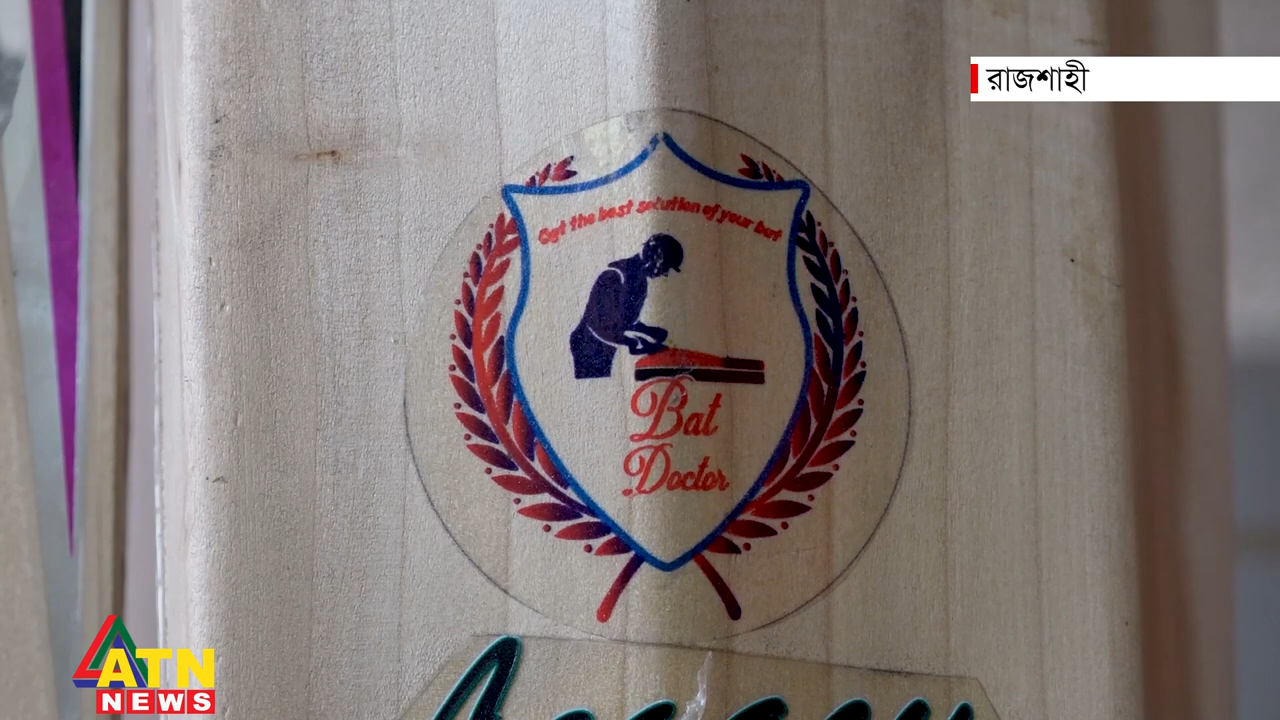 রাজশাহী
Get the best solution of your bat
Bat
Doctor
ATN
NEWS